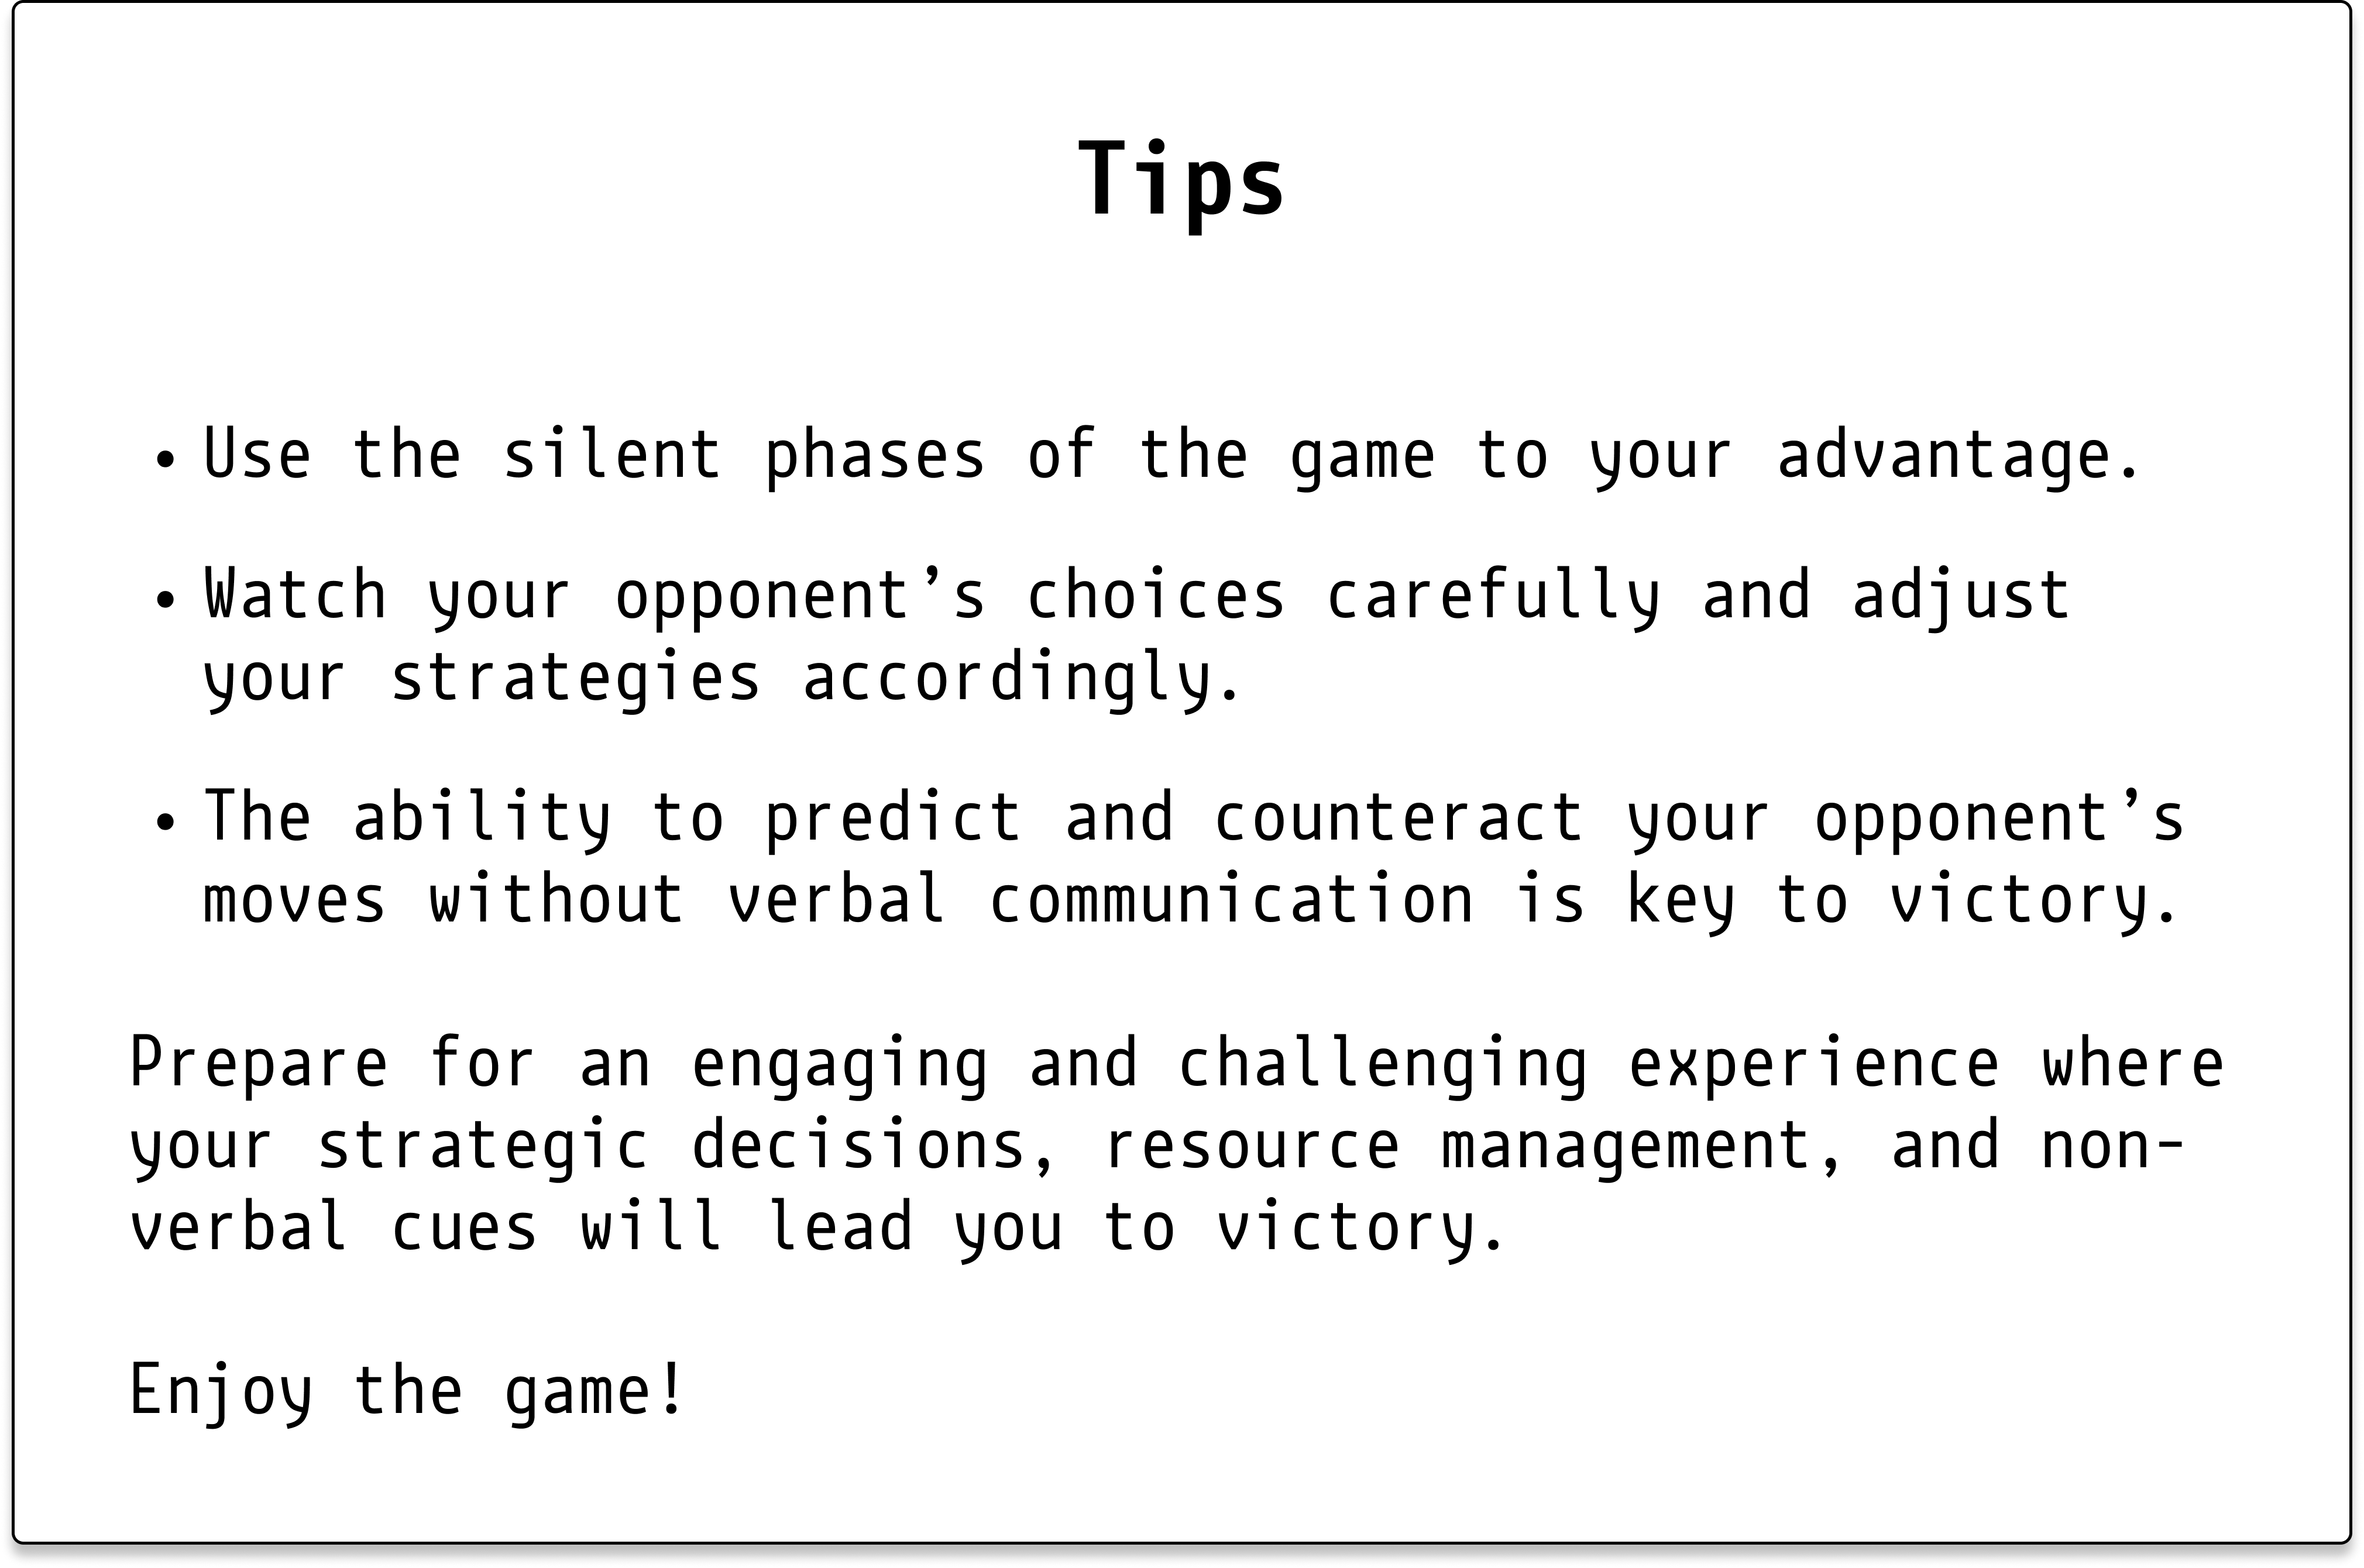 Tips
• Use the silent phases of the game to your advantage.
• Watch your opponent’s choices carefully and adjust
your strategies accordingly.
• The ability to predict and counteract your opponent’s
moves without verbal communication is key to victory.
Prepare for an engaging and challenging experience where
your strategic decisions, resource management, and non-
verbal cues will lead you to victory.
Enjoy the game!